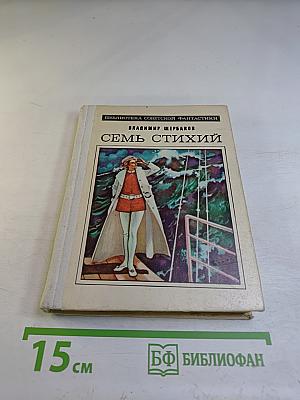 БИБЛИОТЕКА СОВЕТСКОЙ ФАНТАСТИКИ
ВЛАДИМИР ЩЕРБАКОВ
СЕМЬ СТИХИЙ
15 см
БФ БИБЛИОФАН